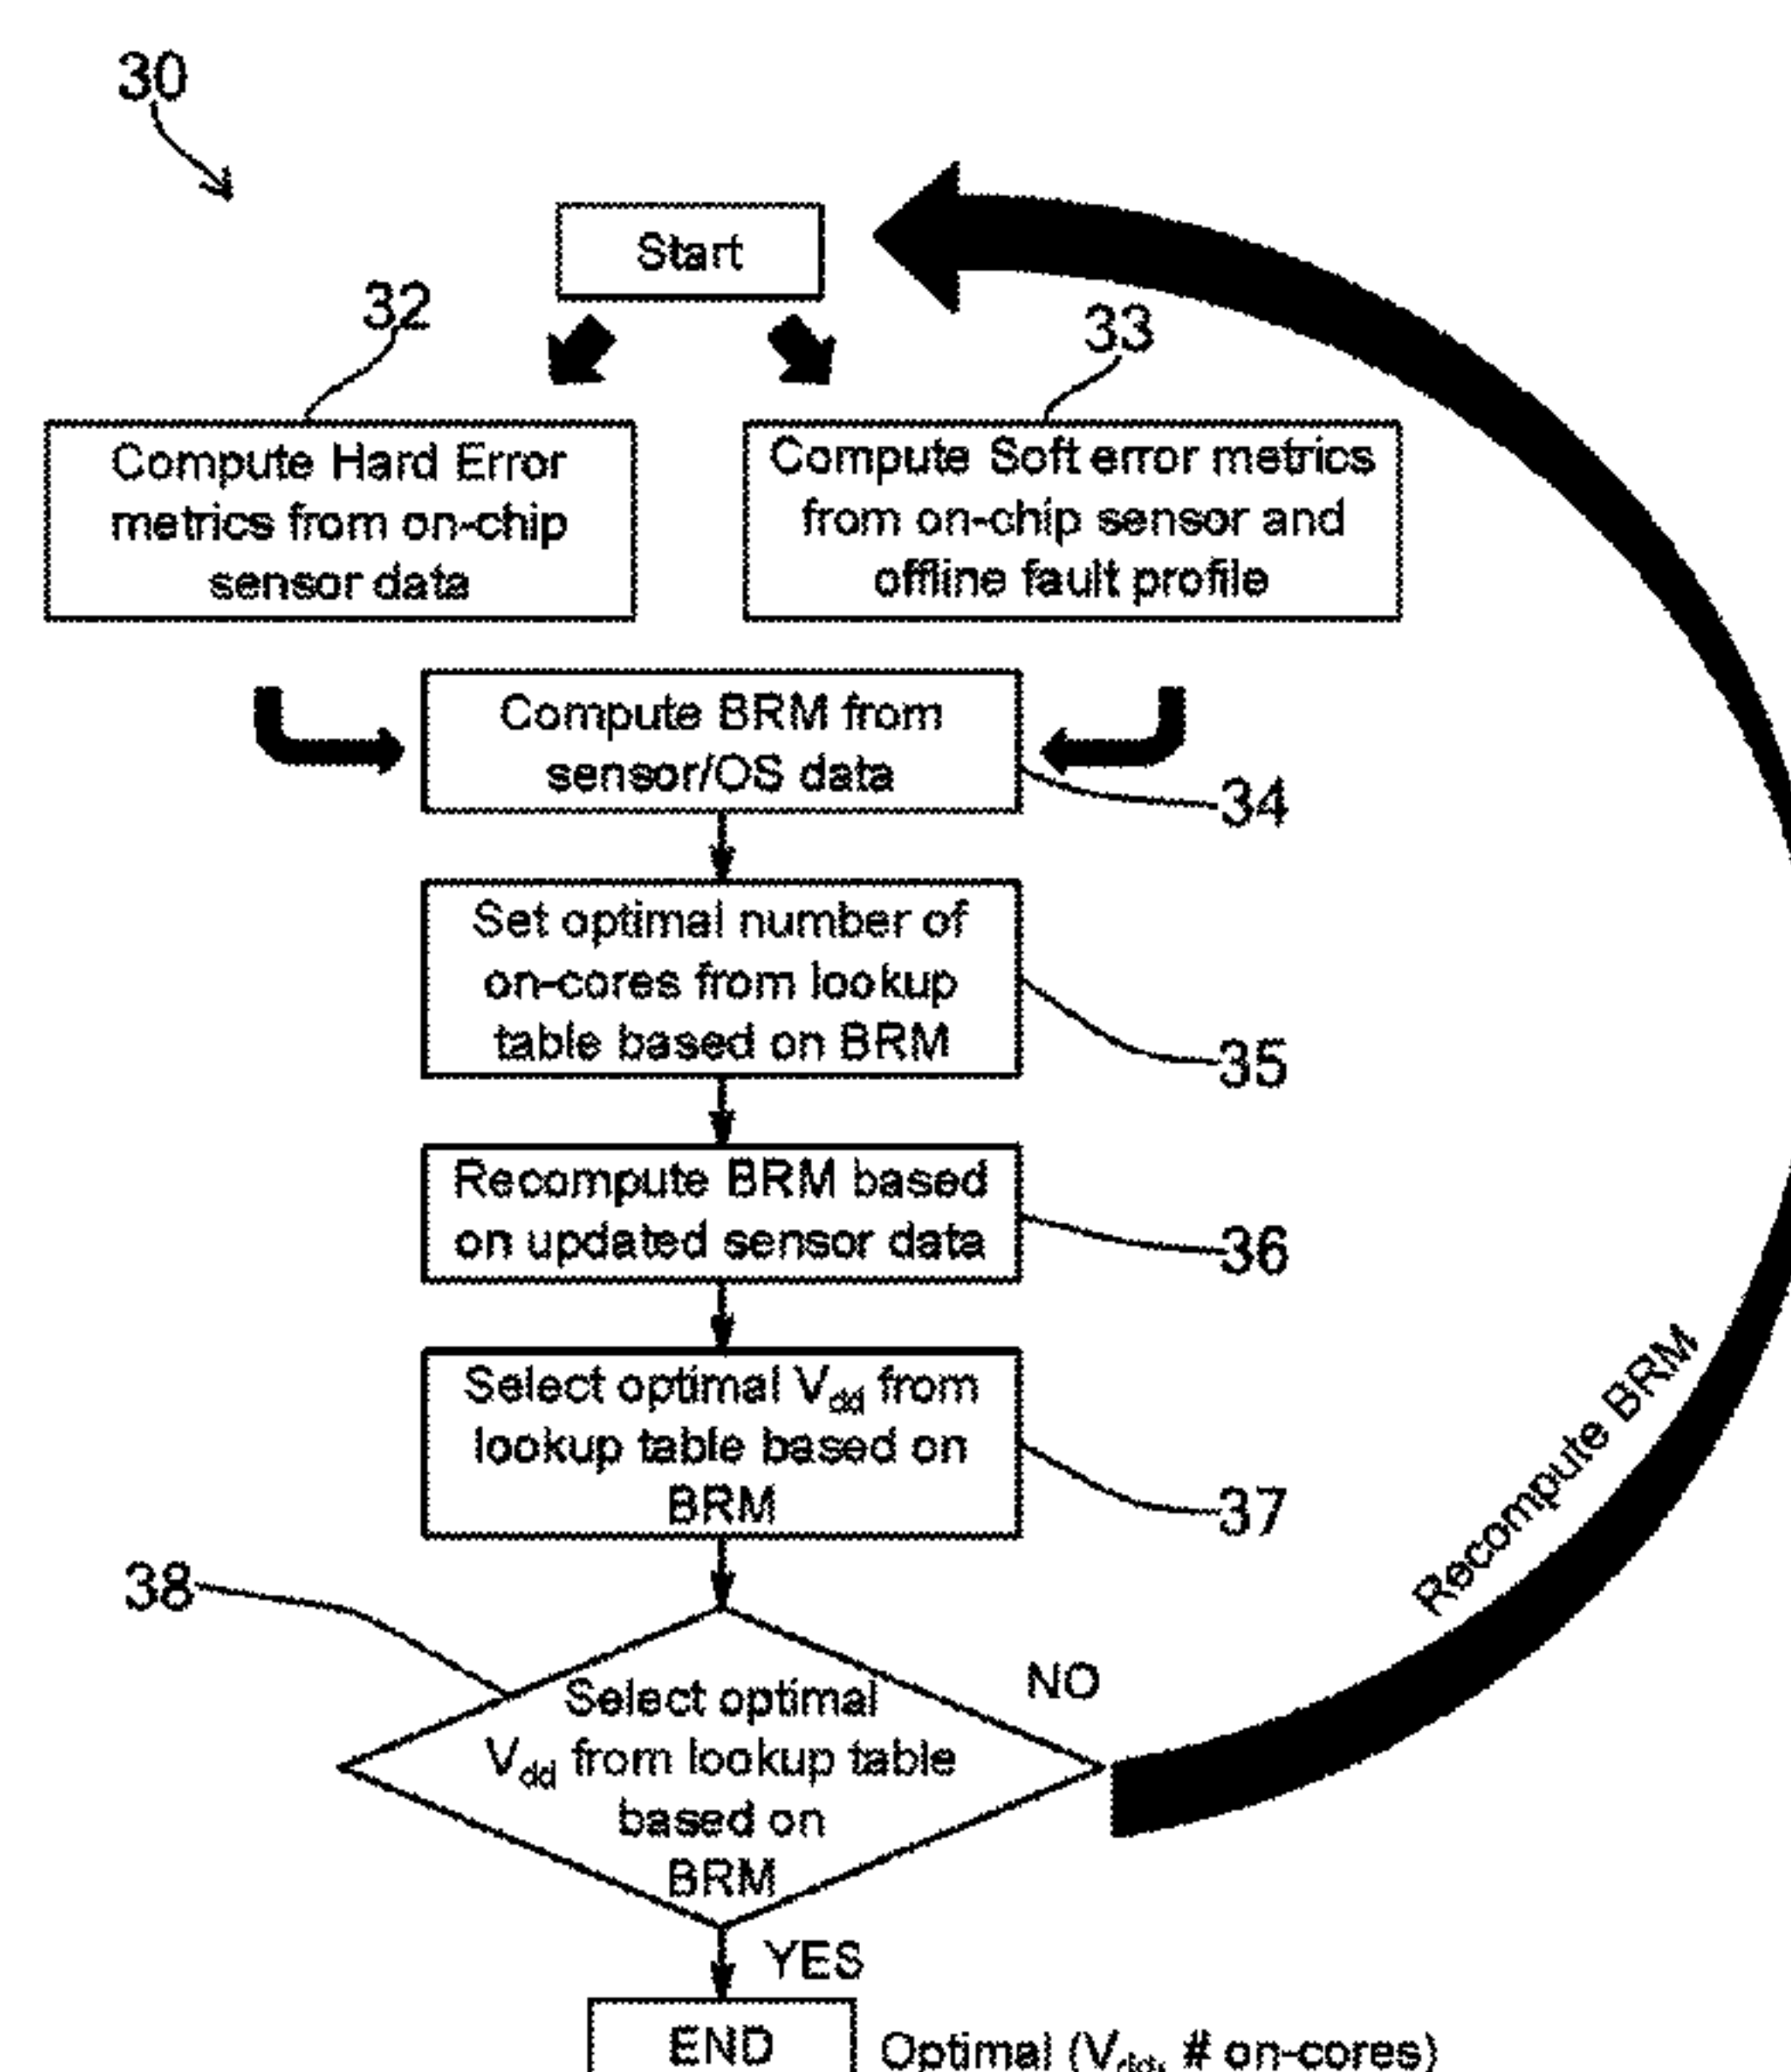 30
Start
32
33
Compute Hard Error
metrics from on-chip
sensor data
Compute Soft error metrics
from on-chip sensor and
offline fault profile
Compute BRM from
sensor/OS data
34
Set optimal number of
on-cores from lookup
table based on BRM
35
Recompute BRM based
on updated sensor data
36
Select optimal Vdd from
lookup table based on
BRM
37
Recompute BRM
38
NO
Select optimal
Vdd from lookup table
based on
BRM
YES
END
Optimal (Vdd, # on-cores)